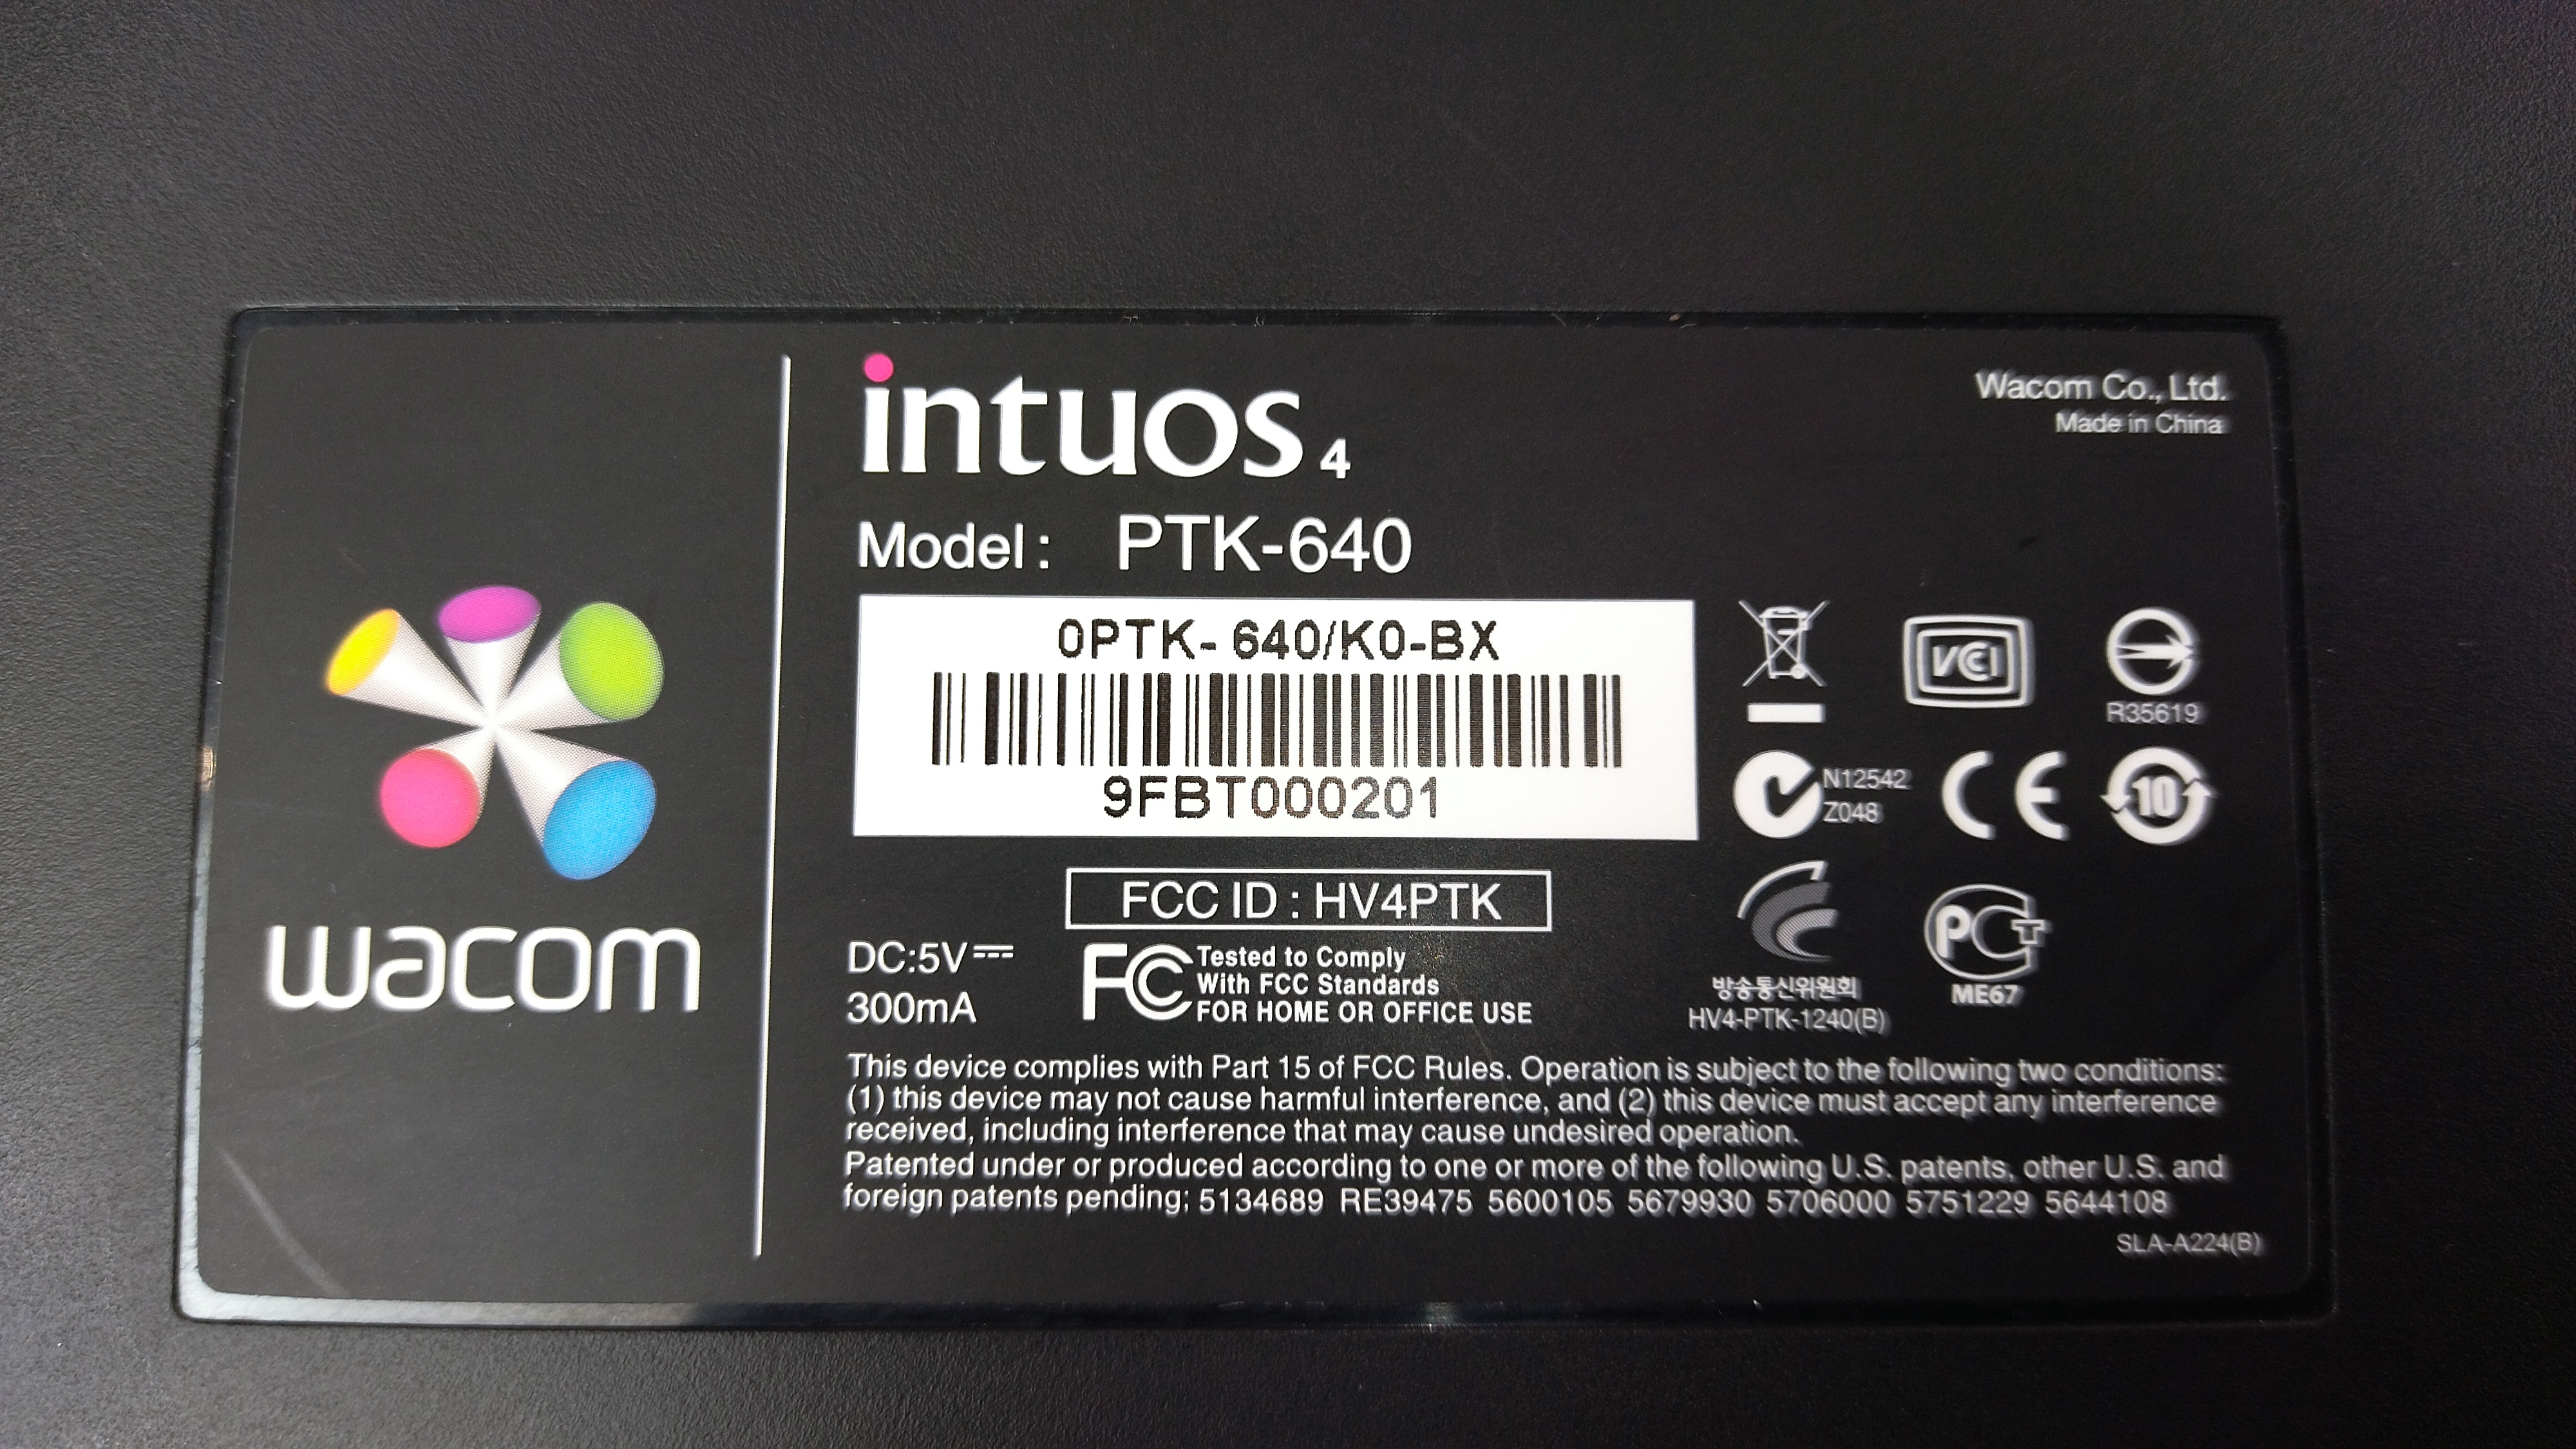 wacom
intuos 4
Wacom Co., Ltd.
Made in China
Model : PTK-640
0PTK- 640/K0-BX
9FBT000201
VCI
R35619
N12542
Z048
CE
10
FCC ID : HV4PTK
DC:5V
300mA
FC Tested to Comply
With FCC Standards
FOR HOME OR OFFICE USE
방송통신위원회
HV4-PTK-1240(B)
PCT
ME67
This device complies with Part 15 of FCC Rules. Operation is subject to the following two conditions:
(1) this device may not cause harmful interference, and (2) this device must accept any interference
received, including interference that may cause undesired operation.
Patented under or produced according to one or more of the following U.S. patents, other U.S. and
foreign patents pending; 5134689 RE39475 5600105 5679930 5706000 5751229 5644108
SLA-A224(B)